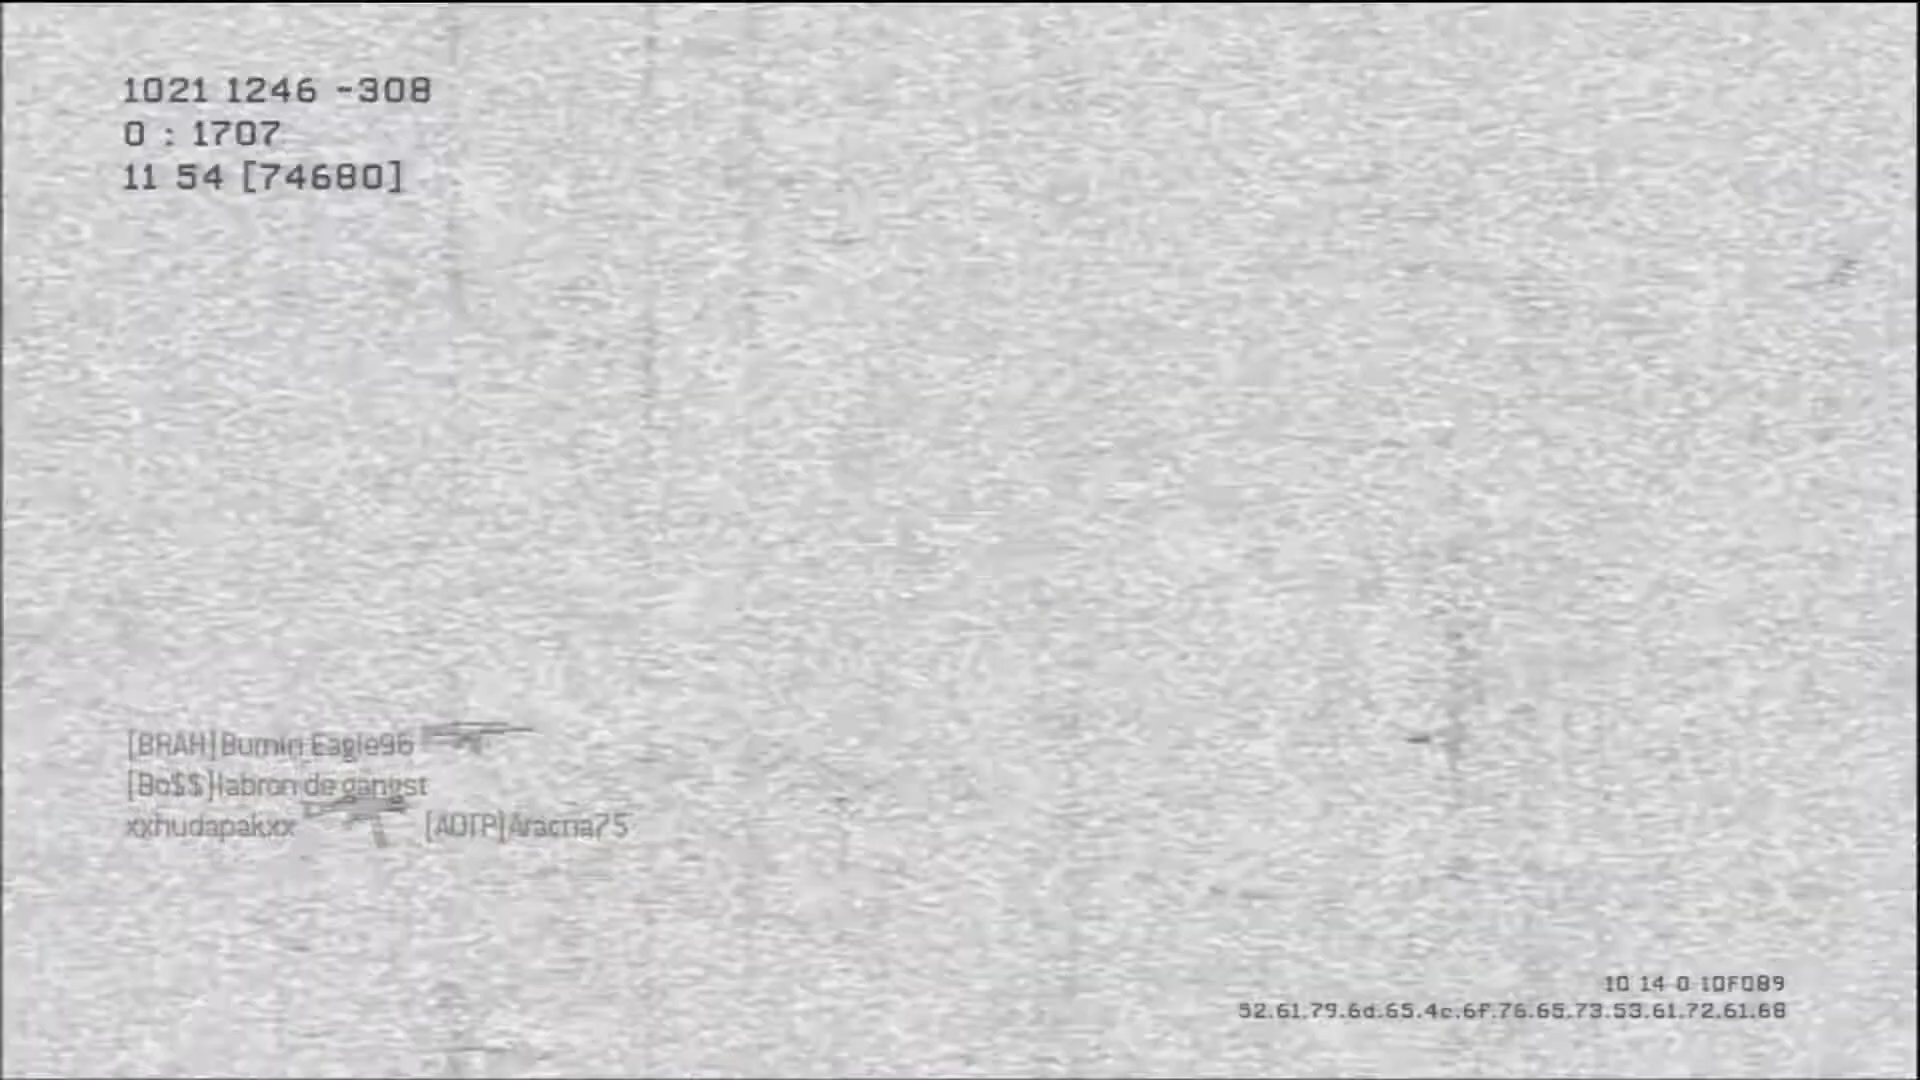 1021 1246 -308
0 : 1707
11 54 [74680]
[BRAH]Burnin Eagle96
[Bo$$]labron de gangst
xxhudapakxx [ADTP]Aracria75
10 14 0 10F089
52.61.79.6d.65.4c.6f.76.65.73.53.61.72.61.68